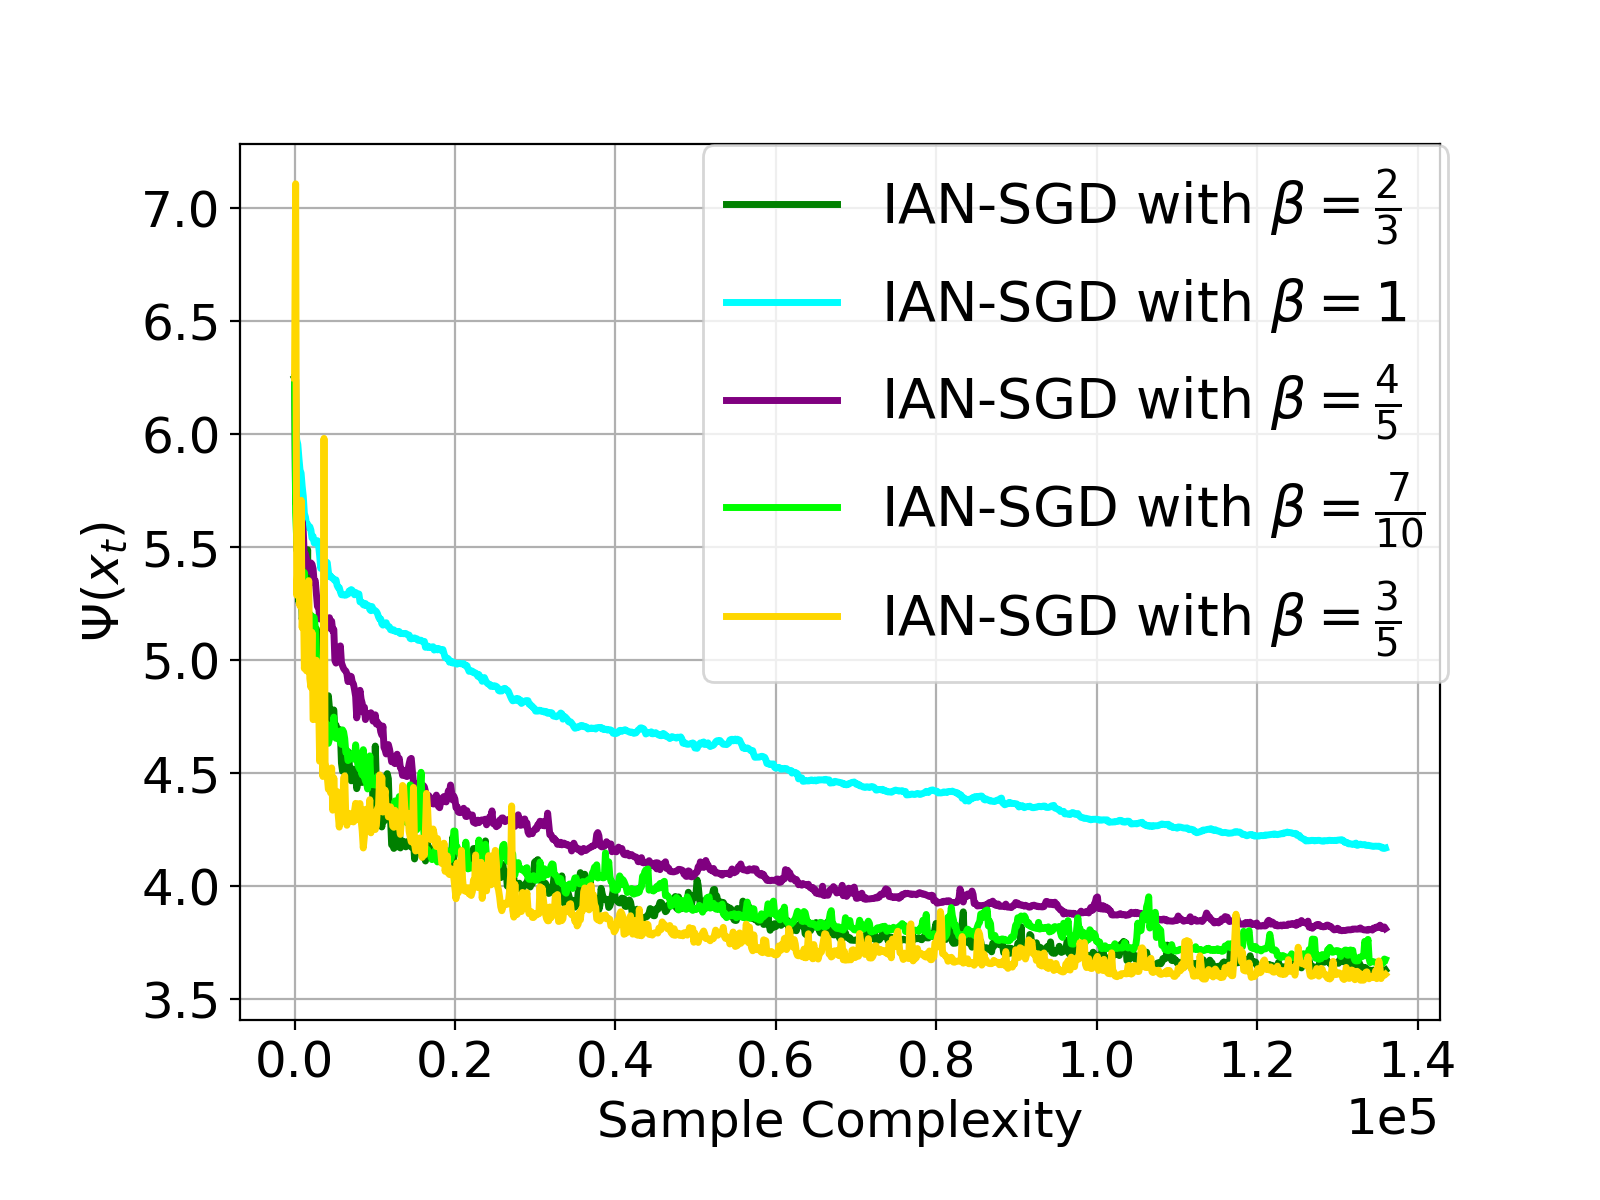 IAN-SGD with β = 2/3
IAN-SGD with β = 1
IAN-SGD with β = 4/5
IAN-SGD with β = 7/10
IAN-SGD with β = 3/5
Ψ(xₜ)
7.0
6.5
6.0
5.5
5.0
4.5
4.0
3.5
0.0 0.2 0.4 0.6 0.8 1.0 1.2 1.4
Sample Complexity
1e5